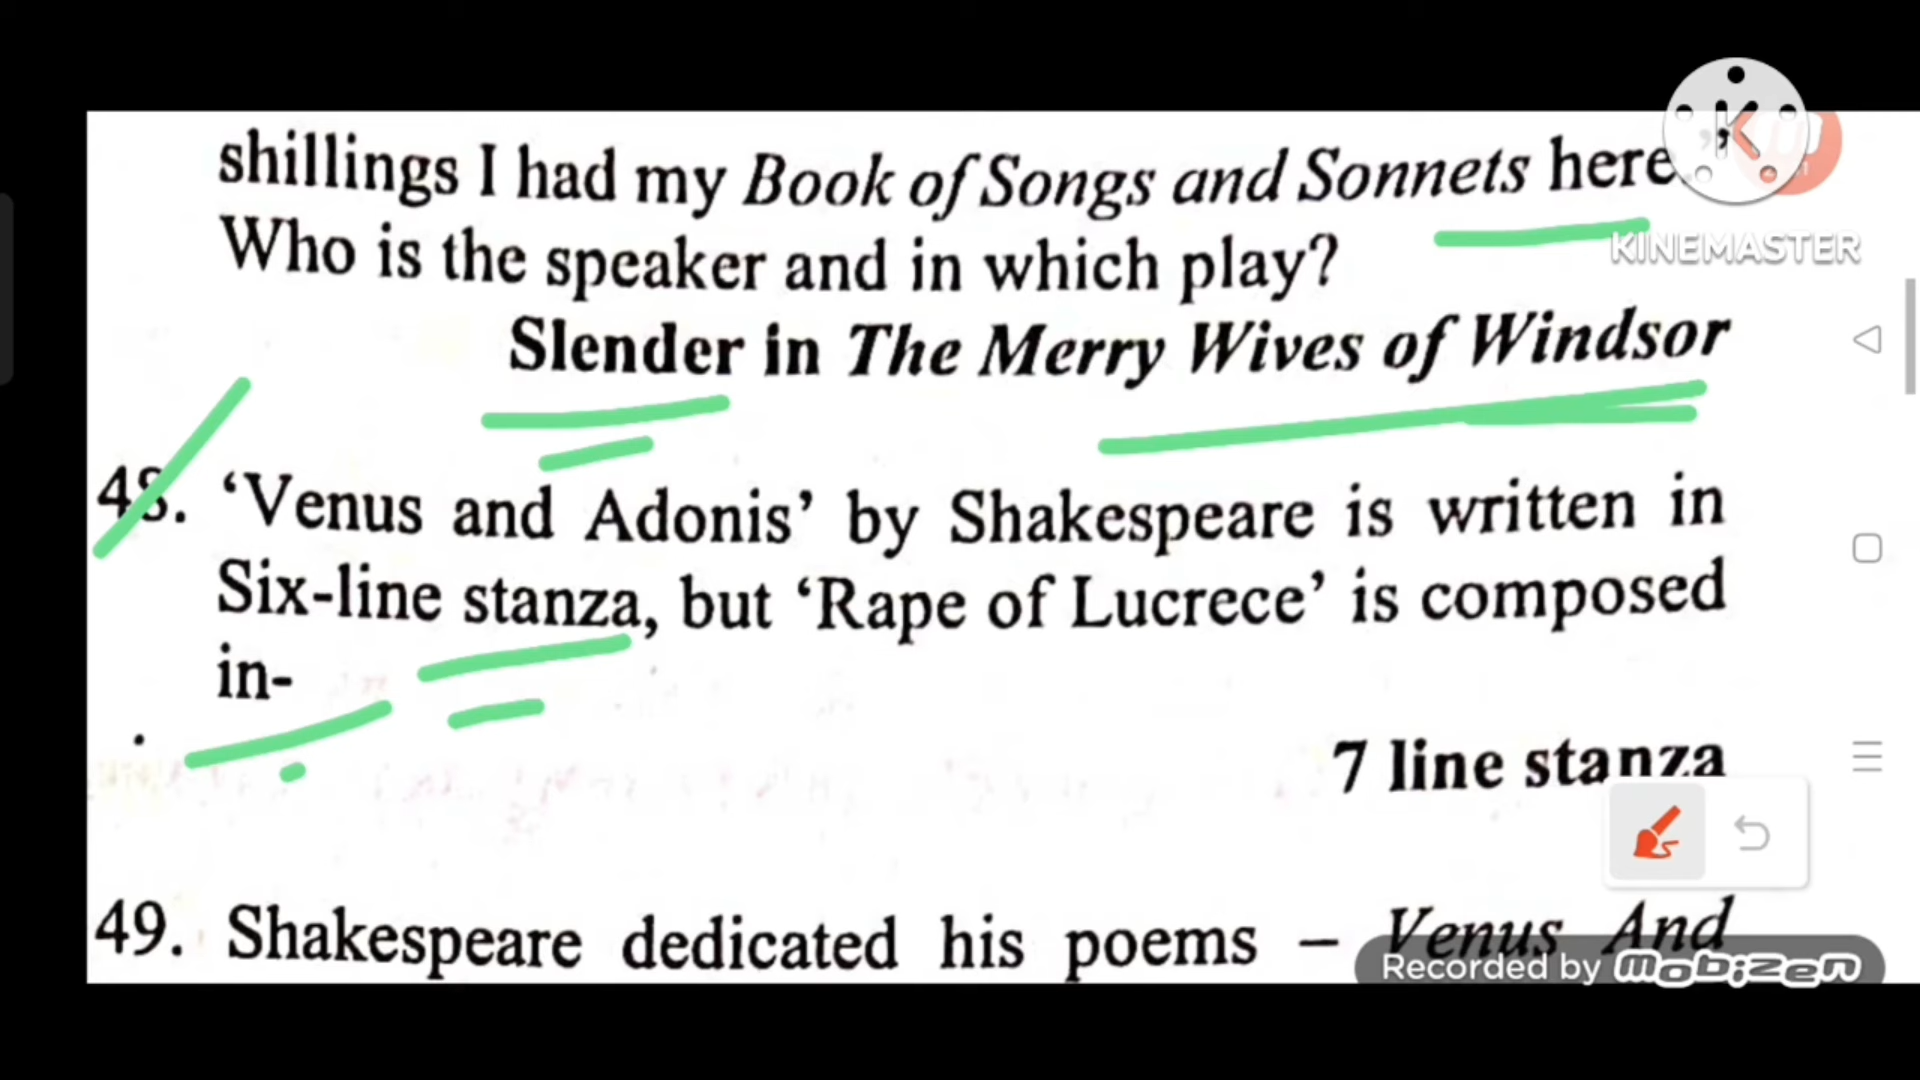 shillings I had my Book of Songs and Sonnets here.”
KINEMASTER
Who is the speaker and in which play?
Slender in The Merry Wives of Windsor
48. ‘Venus and Adonis’ by Shakespeare is written in
Six-line stanza, but ‘Rape of Lucrece’ is composed
in-
7 line stanza
49. Shakespeare dedicated his poems – Venus And
Recorded by mobizen